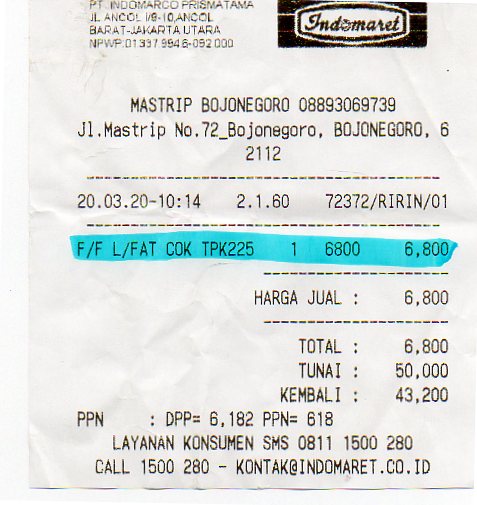 PT. INDOMARCO PRISMATAMA
JL ANCOL I/9-10,ANCOL
BARAT-JAKARTA UTARA
NPWP:01.337.994.6-092.000
Indomaret
MASTRIP BOJONEGORO 08893069739
Jl.Mastrip No.72_Bojonegoro, BOJONEGORO, 6
2112
20.03.20-10:14 2.1.60 72372/RIRIN/01
F/F L/FAT COK TPK225 1 6800 6,800
HARGA JUAL : 6,800
TOTAL : 6,800
TUNAI : 50,000
KEMBALI : 43,200
PPN : DPP= 6,182 PPN= 618
LAYANAN KONSUMEN SMS 0811 1500 280
CALL 1500 280 - KONTAK@INDOMARET.CO.ID